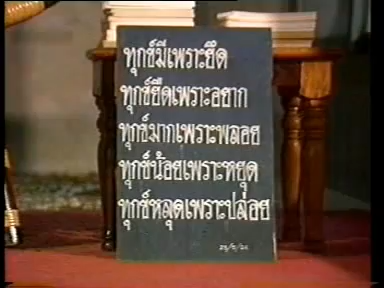 ทุกข์มีเพราะยึด
ทุกข์ยืดเพราะอยาก
ทุกข์มากเพราะพลอย
ทุกข์น้อยเพราะหยุด
ทุกข์หลุดเพราะปล่อย